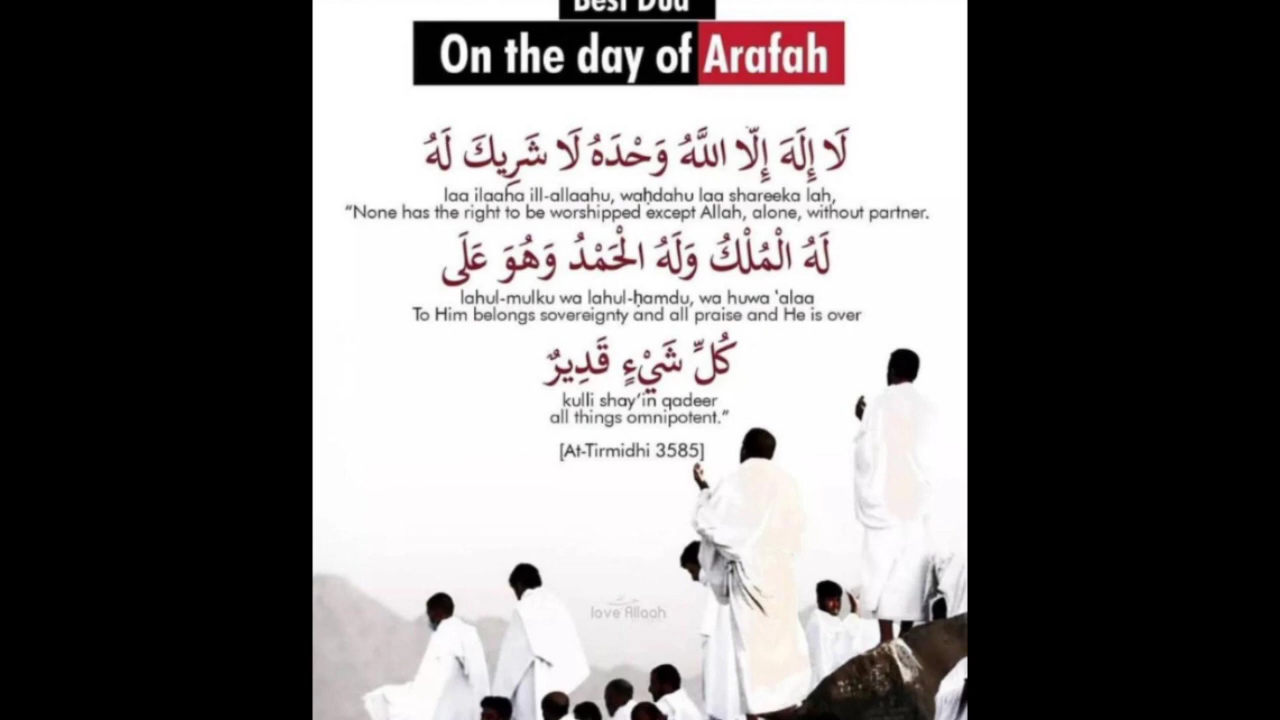 Best Dua
On the day of Arafah
لَا إِلَهَ إِلّا اللَّهُ وَحْدَهُ لَا شَرِيكَ لَهُ
laa ilaaha ill-allaahu, waḥdahu laa shareeka lah,
“None has the right to be worshipped except Allah, alone, without partner.
لَهُ الْمُلْكُ وَلَهُ الْحَمْدُ وَهُوَ عَلَى
lahul-mulku wa lahul-ḥamdu, wa huwa 'alaa
To Him belongs sovereignty and all praise and He is over
كُلِّ شَيْءٍ قَدِيرٌ
kulli shay’in qadeer
all things omnipotent.”
[At-Tirmidhi 3585]
love Allaah